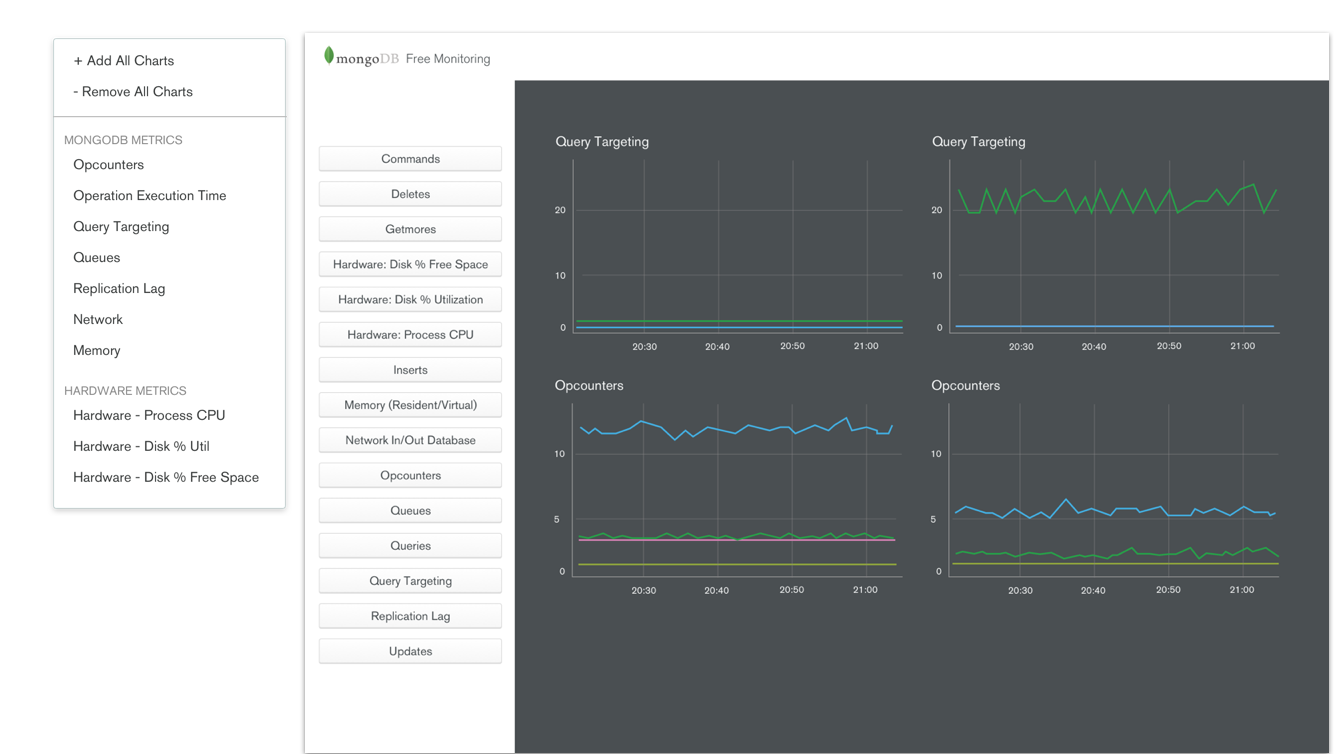 + Add All Charts
- Remove All Charts
MONGODB METRICS
Opcounters
Operation Execution Time
Query Targeting
Queues
Replication Lag
Network
Memory
HARDWARE METRICS
Hardware - Process CPU
Hardware - Disk % Util
Hardware - Disk % Free Space
mongoDB Free Monitoring
Commands
Deletes
Getmores
Hardware: Disk % Free Space
Hardware: Disk % Utilization
Hardware: Process CPU
Inserts
Memory (Resident/Virtual)
Network In/Out Database
Opcounters
Queues
Queries
Query Targeting
Replication Lag
Updates
Query Targeting
20
10
0
20:30 20:40 20:50 21:00
Query Targeting
20
10
0
20:30 20:40 20:50 21:00
Opcounters
10
5
0
20:30 20:40 20:50 21:00
Opcounters
10
5
0
20:30 20:40 20:50 21:00